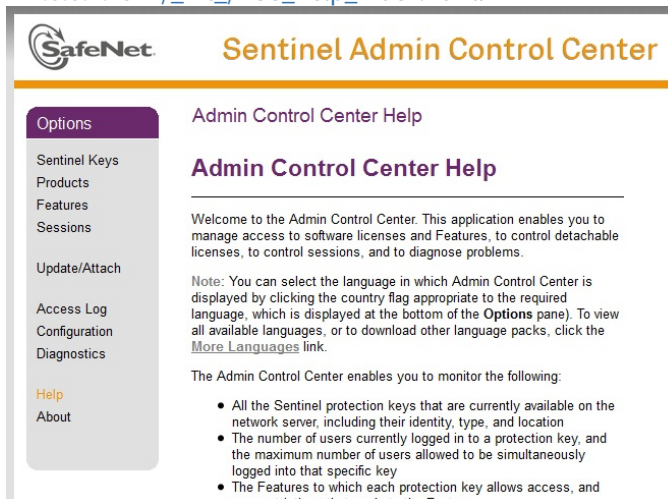 SafeNet.
Sentinel Admin Control Center
Options
Sentinel Keys
Products
Features
Sessions
Update/Attach
Access Log
Configuration
Diagnostics
Help
About
Admin Control Center Help
Admin Control Center Help
Welcome to the Admin Control Center. This application enables you to
manage access to software licenses and Features, to control detachable
licenses, to control sessions, and to diagnose problems.
Note: You can select the language in which Admin Control Center is
displayed by clicking the country flag appropriate to the required
language, which is displayed at the bottom of the Options pane). To view
all available languages, or to download other language packs, click the
More Languages link.
The Admin Control Center enables you to monitor the following:
• All the Sentinel protection keys that are currently available on the
network server, including their identity, type, and location
• The number of users currently logged in to a protection key, and
the maximum number of users allowed to be simultaneously
logged into that specific key
• The Features to which each protection key allows access, and